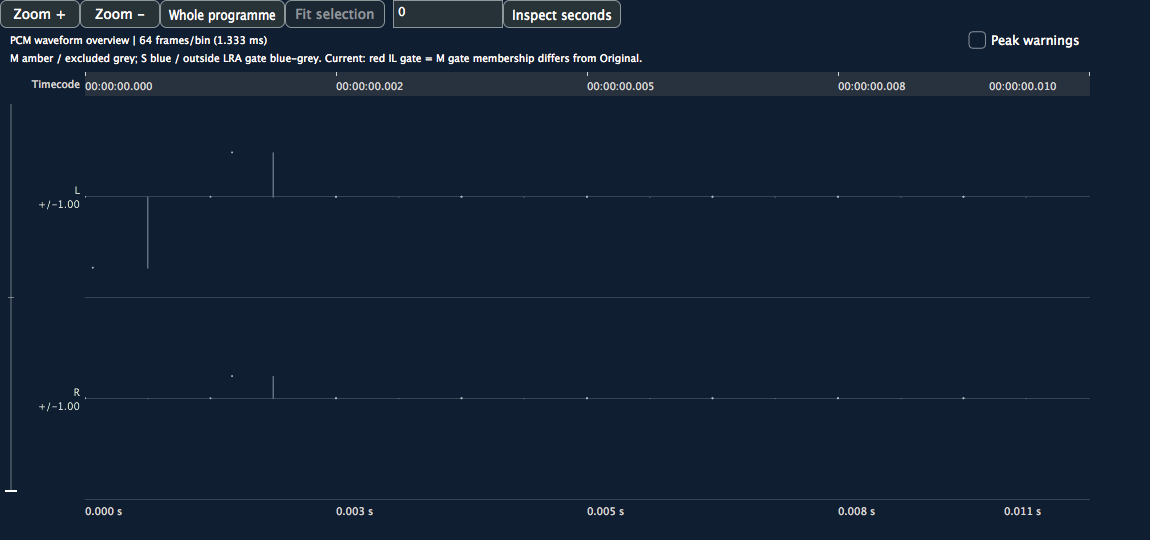 Zoom + Zoom – Whole programme Fit selection 0 Inspect seconds
PCM waveform overview | 64 frames/bin (1.333 ms)
Peak warnings
M amber / excluded grey; S blue / outside LRA gate blue-grey. Current: red IL gate = M gate membership differs from Original.
Timecode 00:00:00.000 00:00:00.002 00:00:00.005 00:00:00.008 00:00:00.010
L
+/−1.00
R
+/−1.00
0.000 s 0.003 s 0.005 s 0.008 s 0.011 s